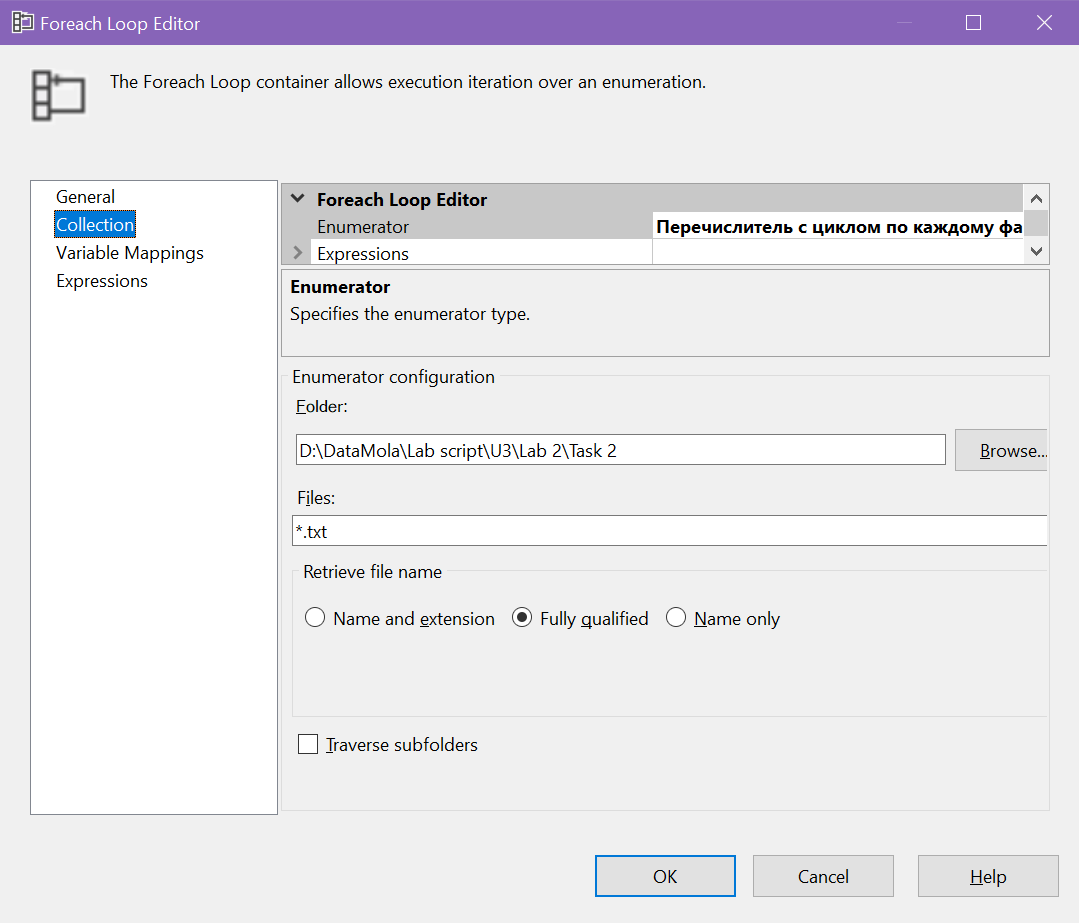 Foreach Loop Editor
The Foreach Loop container allows execution iteration over an enumeration.
General
Collection
Variable Mappings
Expressions
Foreach Loop Editor
Enumerator Перечислитель с циклом по каждому фа
Expressions
Enumerator
Specifies the enumerator type.
Enumerator configuration
Folder:
D:\DataMola\Lab script\U3\Lab 2\Task 2
Browse...
Files:
*.txt
Retrieve file name
Name and extension Fully qualified Name only
Traverse subfolders
OK Cancel Help